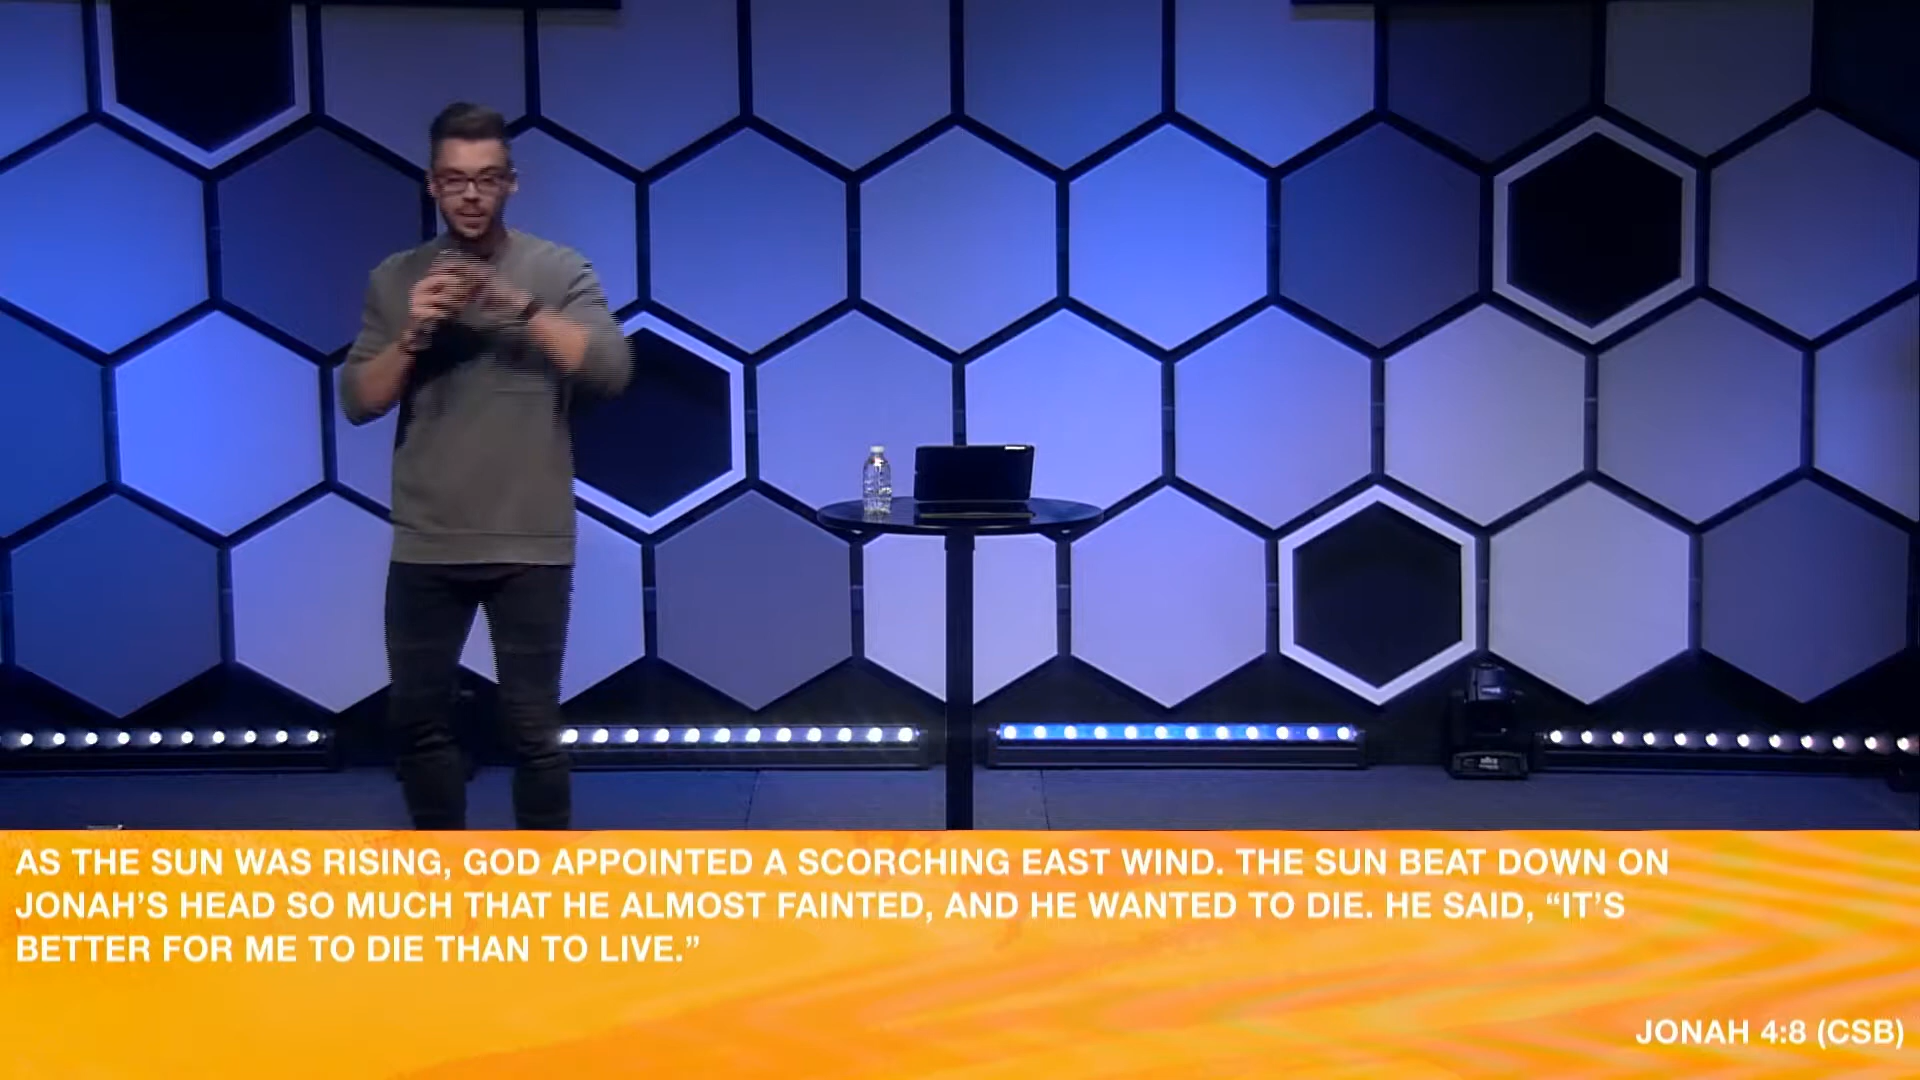 AS THE SUN WAS RISING, GOD APPOINTED A SCORCHING EAST WIND. THE SUN BEAT DOWN ON
JONAH’S HEAD SO MUCH THAT HE ALMOST FAINTED, AND HE WANTED TO DIE. HE SAID, “IT’S
BETTER FOR ME TO DIE THAN TO LIVE.”
JONAH 4:8 (CSB)